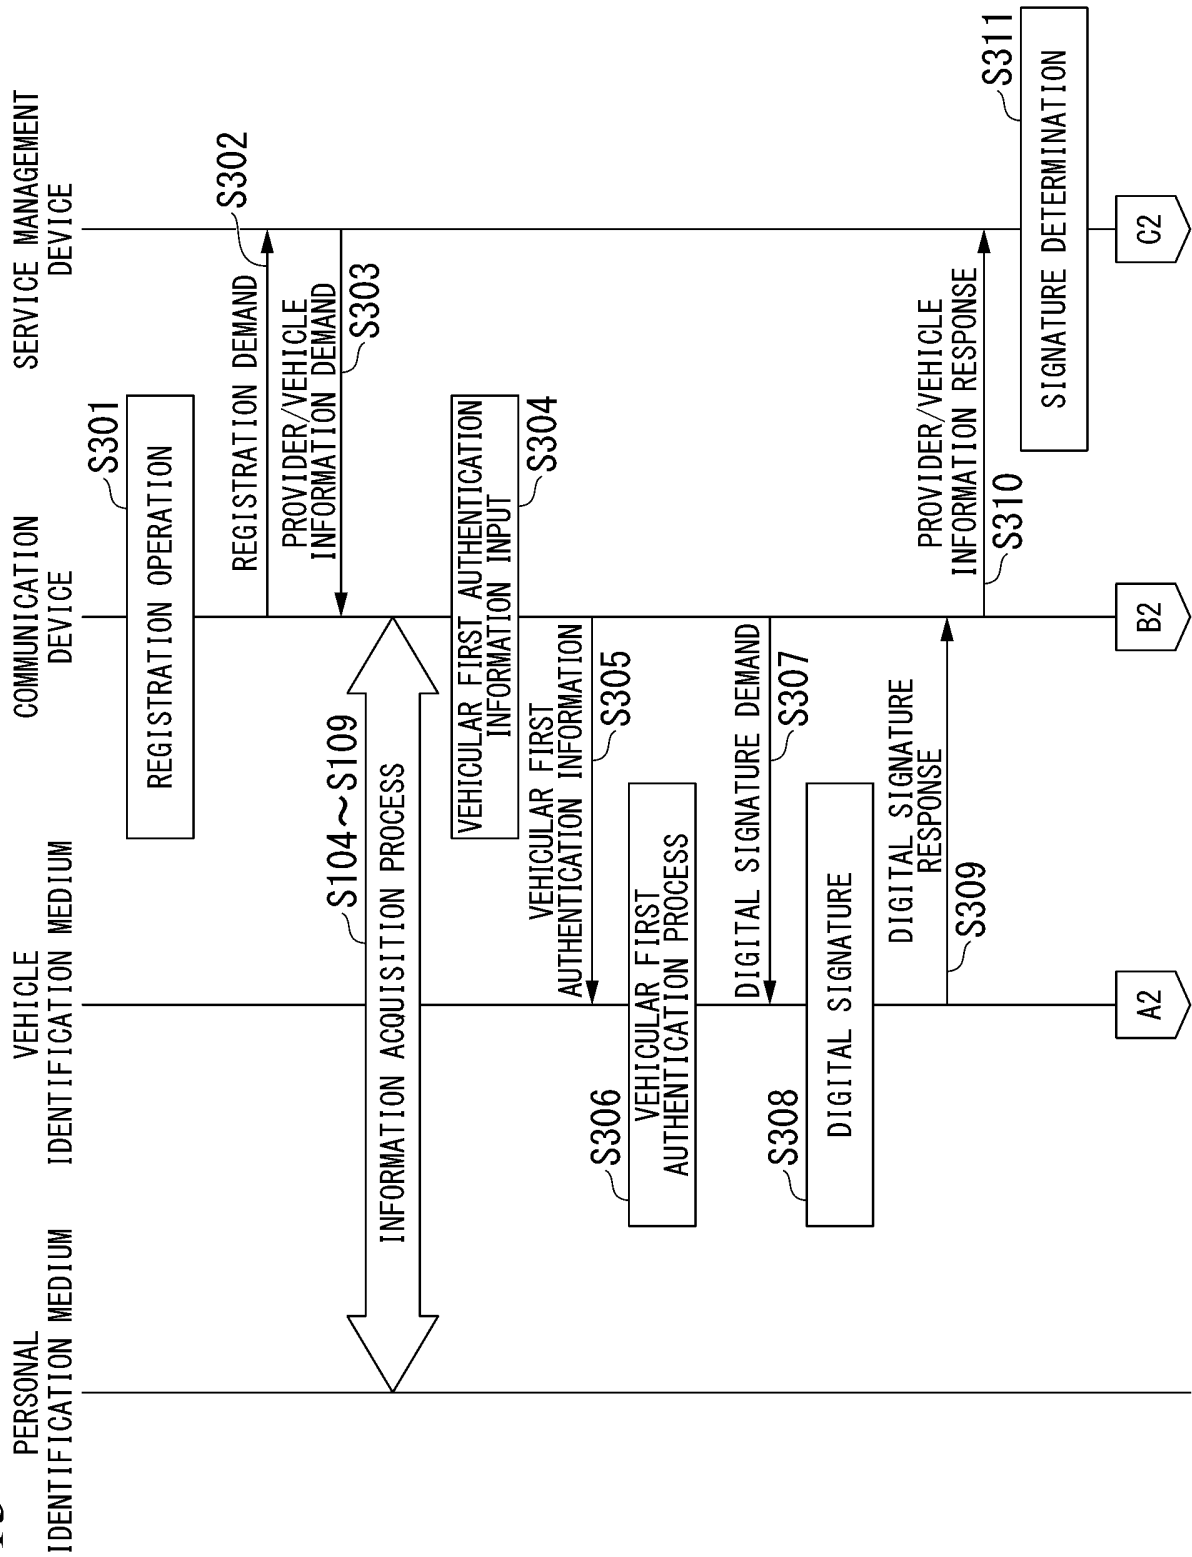 PERSONAL
IDENTIFICATION MEDIUM
VEHICLE
IDENTIFICATION MEDIUM
COMMUNICATION
DEVICE
SERVICE MANAGEMENT
DEVICE
S301
REGISTRATION OPERATION
S302
REGISTRATION DEMAND
PROVIDER/VEHICLE
INFORMATION DEMAND
S303
S104～S109
INFORMATION ACQUISITION PROCESS
VEHICULAR FIRST AUTHENTICATION
INFORMATION INPUT
S304
VEHICULAR FIRST
AUTHENTICATION INFORMATION
S305
S306
VEHICULAR FIRST
AUTHENTICATION PROCESS
DIGITAL SIGNATURE DEMAND
S307
S308
DIGITAL SIGNATURE
DIGITAL SIGNATURE
RESPONSE
S309
PROVIDER/VEHICLE
INFORMATION RESPONSE
S310
S311
SIGNATURE DETERMINATION
A2
B2
C2